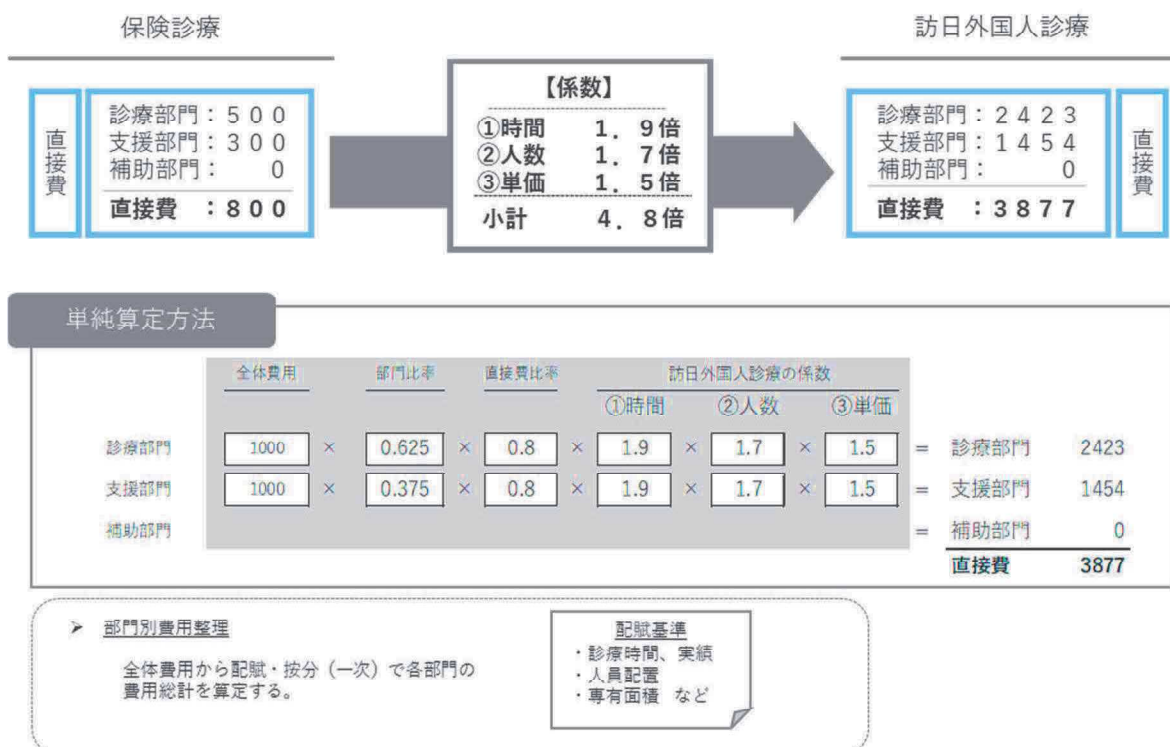 保険診療
訪日外国人診療
直接費
診療部門：500
支援部門：300
補助部門： 0
直接費 ：800
【係数】
①時間 1．9倍
②人数 1．7倍
③単価 1．5倍
小計 4．8倍
診療部門：2423
支援部門：1454
補助部門： 0
直接費 ：3877
直接費
単純算定方法
全体費用 部門比率 直接費比率 訪日外国人診療の係数
①時間 ②人数 ③単価
診療部門 1000 × 0.625 × 0.8 × 1.9 × 1.7 × 1.5 = 診療部門 2423
支援部門 1000 × 0.375 × 0.8 × 1.9 × 1.7 × 1.5 = 支援部門 1454
補助部門 = 補助部門 0
直接費 3877
➢ 部門別費用整理
全体費用から配賦・按分（一次）で各部門の
費用総計を算定する。
配賦基準
・診療時間、実績
・人員配置
・専有面積 など